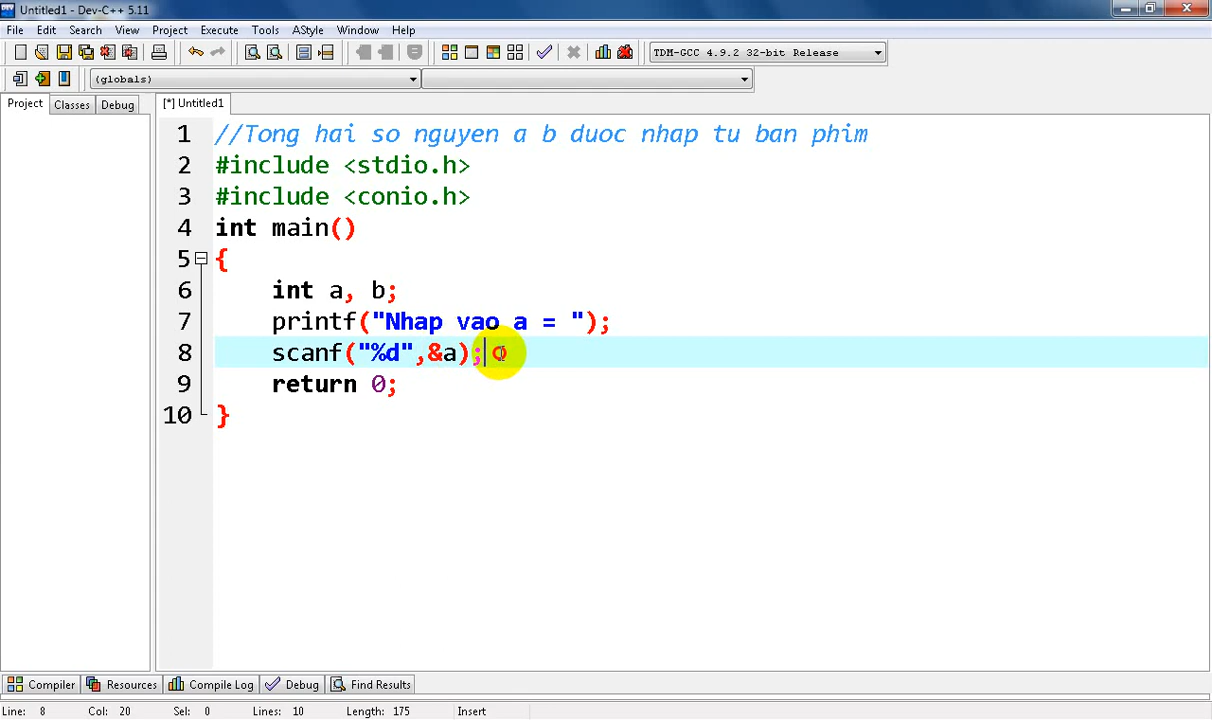 Untitled1 - Dev-C++ 5.11
File Edit Search View Project Execute Tools AStyle Window Help
TDM-GCC 4.9.2 32-bit Release
(globals)
Project Classes Debug [*] Untitled1
1 //Tong hai so nguyen a b duoc nhap tu ban phim
2 #include <stdio.h>
3 #include <conio.h>
4 int main()
5 {
6 int a, b;
7 printf("Nhap vao a = ");
8 scanf("%d",&a);
9 return 0;
10 }
Compiler Resources Compile Log Debug Find Results
Line: 8 Col: 20 Sel: 0 Lines: 10 Length: 175 Insert